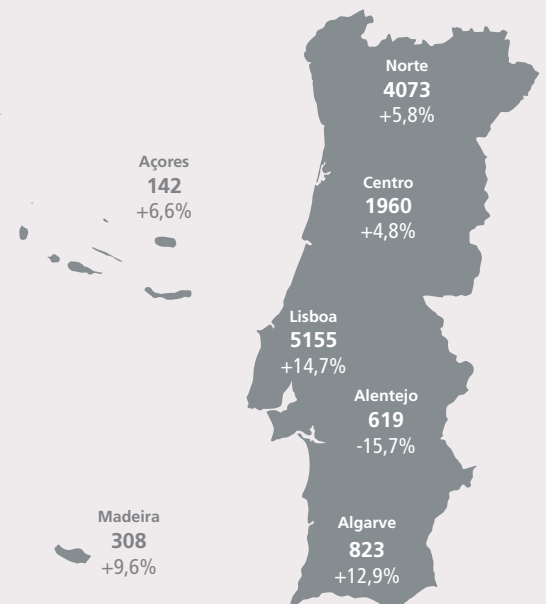 Norte
4073
+5,8%
Açores
142
+6,6%
Centro
1960
+4,8%
Lisboa
5155
+14,7%
Alentejo
619
-15,7%
Madeira
308
+9,6%
Algarve
823
+12,9%